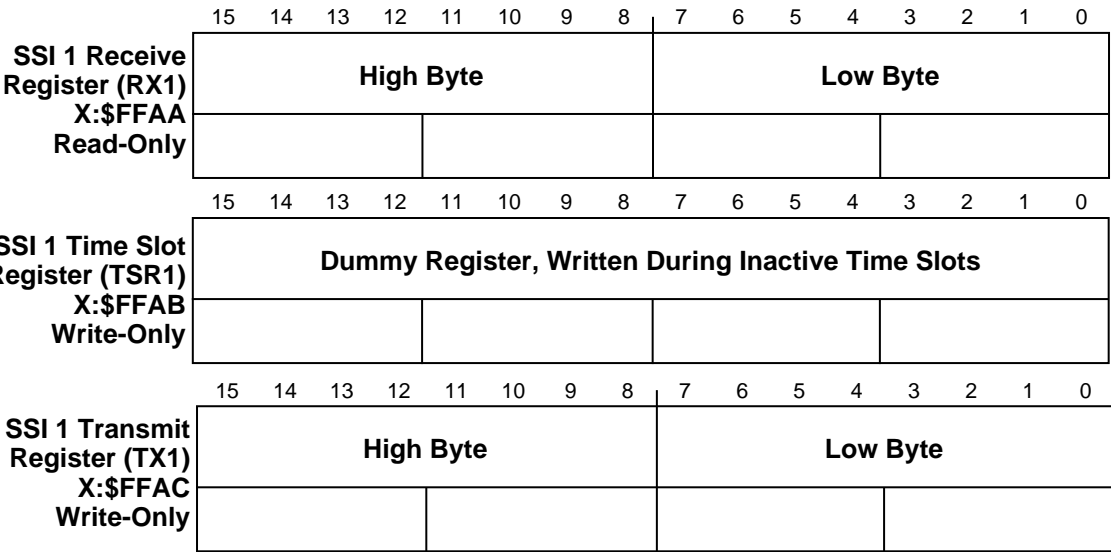 15 14 13 12 11 10 9 8 7 6 5 4 3 2 1 0
SSI 1 Receive
Register (RX1)
X:$FFAA
Read-Only
High Byte Low Byte
15 14 13 12 11 10 9 8 7 6 5 4 3 2 1 0
SSI 1 Time Slot
Register (TSR1)
X:$FFAB
Write-Only
Dummy Register, Written During Inactive Time Slots
15 14 13 12 11 10 9 8 7 6 5 4 3 2 1 0
SSI 1 Transmit
Register (TX1)
X:$FFAC
Write-Only
High Byte Low Byte